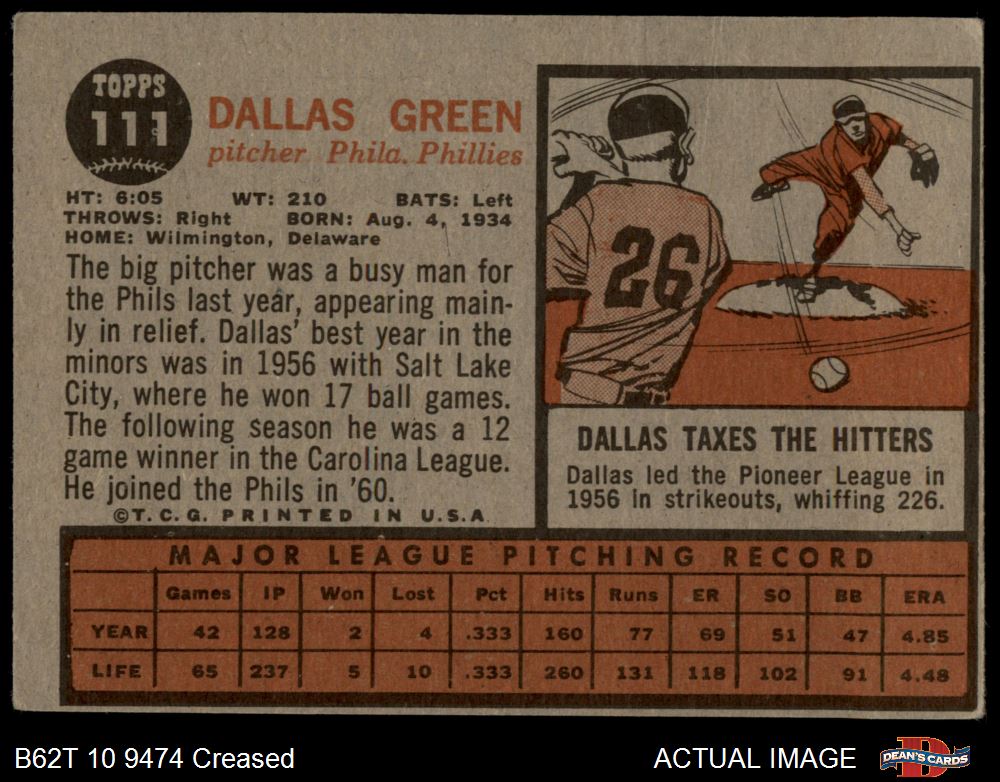 TOPPS
111
DALLAS GREEN
pitcher Phila. Phillies
HT: 6:05 WT: 210 BATS: Left
THROWS: Right BORN: Aug. 4, 1934
HOME: Wilmington, Delaware
The big pitcher was a busy man for
the Phils last year, appearing main-
ly in relief. Dallas' best year in the
minors was in 1956 with Salt Lake
City, where he won 17 ball games.
The following season he was a 12
game winner in the Carolina League.
He joined the Phils in '60.
©T.C.G. PRINTED IN U.S.A.
26
DALLAS TAXES THE HITTERS
Dallas led the Pioneer League in
1956 in strikeouts, whiffing 226.
MAJOR LEAGUE PITCHING RECORD
Games IP Won Lost Pct Hits Runs ER SO BB ERA
YEAR 42 128 2 4 .333 160 77 69 51 47 4.85
LIFE 65 237 5 10 .333 260 131 118 102 91 4.48
B62T 10 9474 Creased
ACTUAL IMAGE
D
DEAN'S CARDS